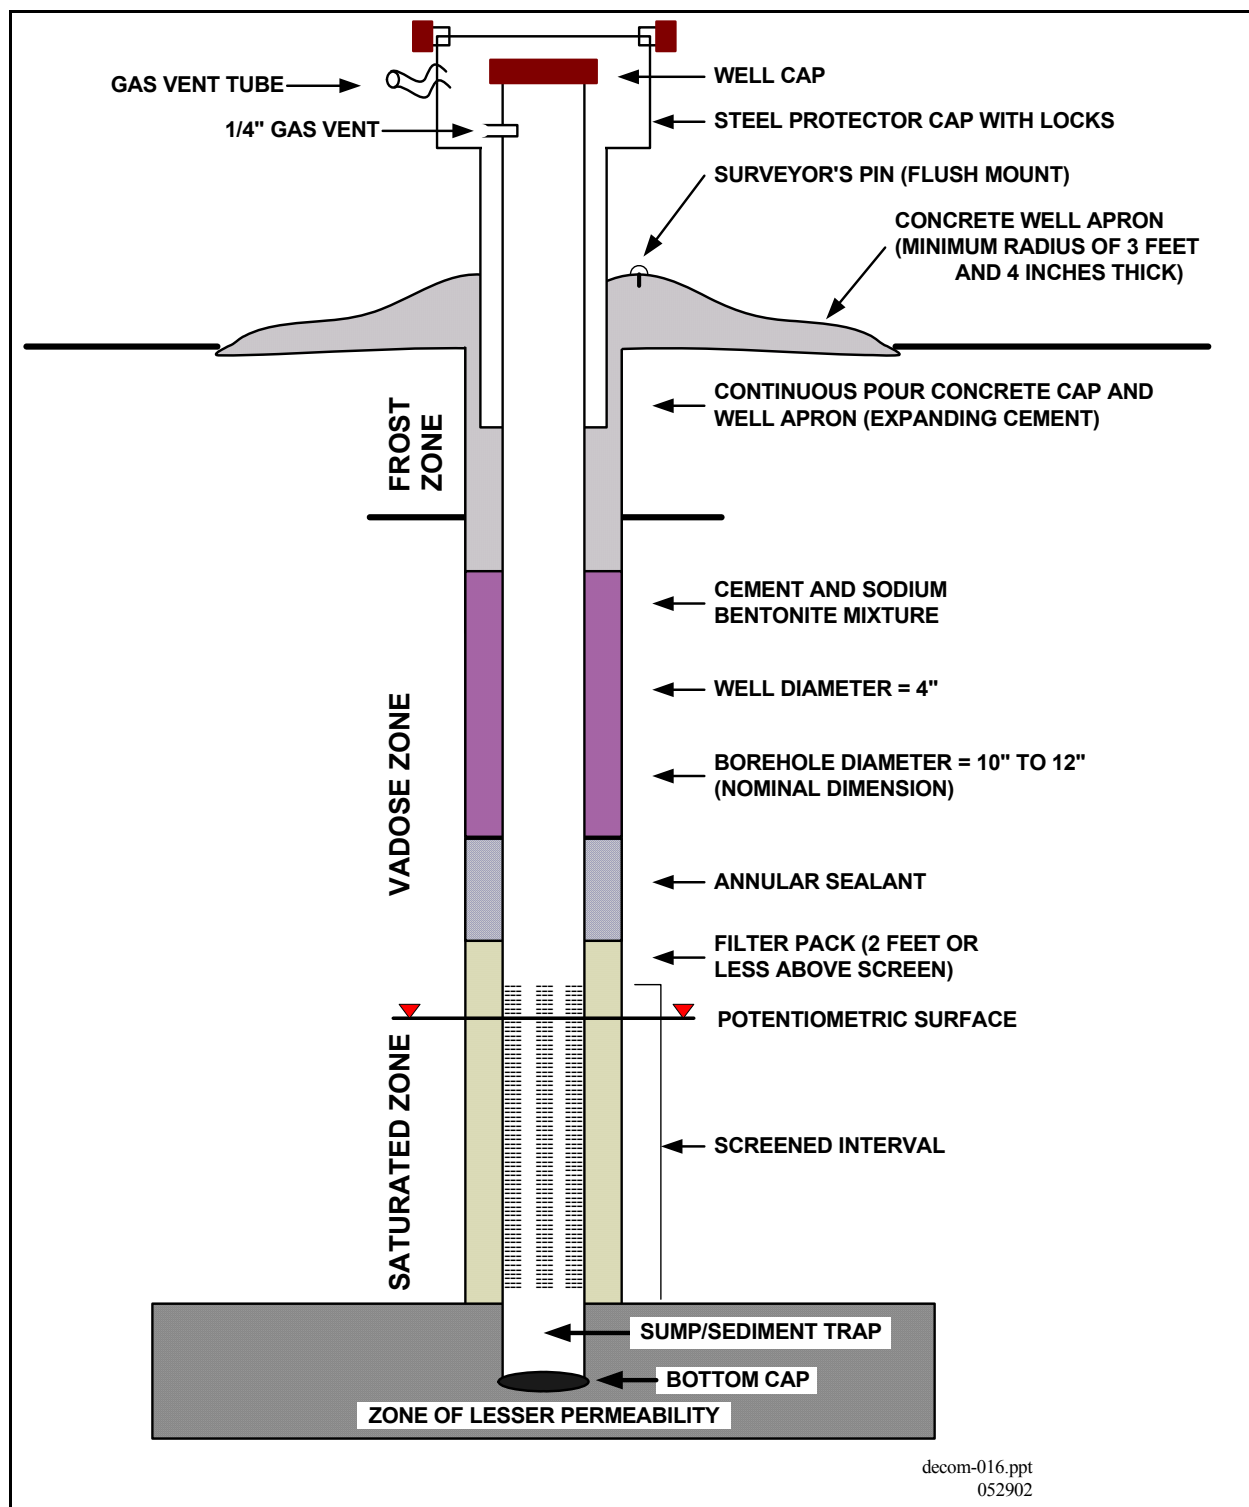 GAS VENT TUBE
WELL CAP
1/4" GAS VENT
STEEL PROTECTOR CAP WITH LOCKS
SURVEYOR'S PIN (FLUSH MOUNT)
CONCRETE WELL APRON
(MINIMUM RADIUS OF 3 FEET
AND 4 INCHES THICK)
FROST
ZONE
CONTINUOUS POUR CONCRETE CAP AND
WELL APRON (EXPANDING CEMENT)
CEMENT AND SODIUM
BENTONITE MIXTURE
VADOSE ZONE
WELL DIAMETER = 4"
BOREHOLE DIAMETER = 10" TO 12"
(NOMINAL DIMENSION)
ANNULAR SEALANT
FILTER PACK (2 FEET OR
LESS ABOVE SCREEN)
POTENTIOMETRIC SURFACE
SATURATED ZONE
SCREENED INTERVAL
SUMP/SEDIMENT TRAP
BOTTOM CAP
ZONE OF LESSER PERMEABILITY
decom-016.ppt
052902